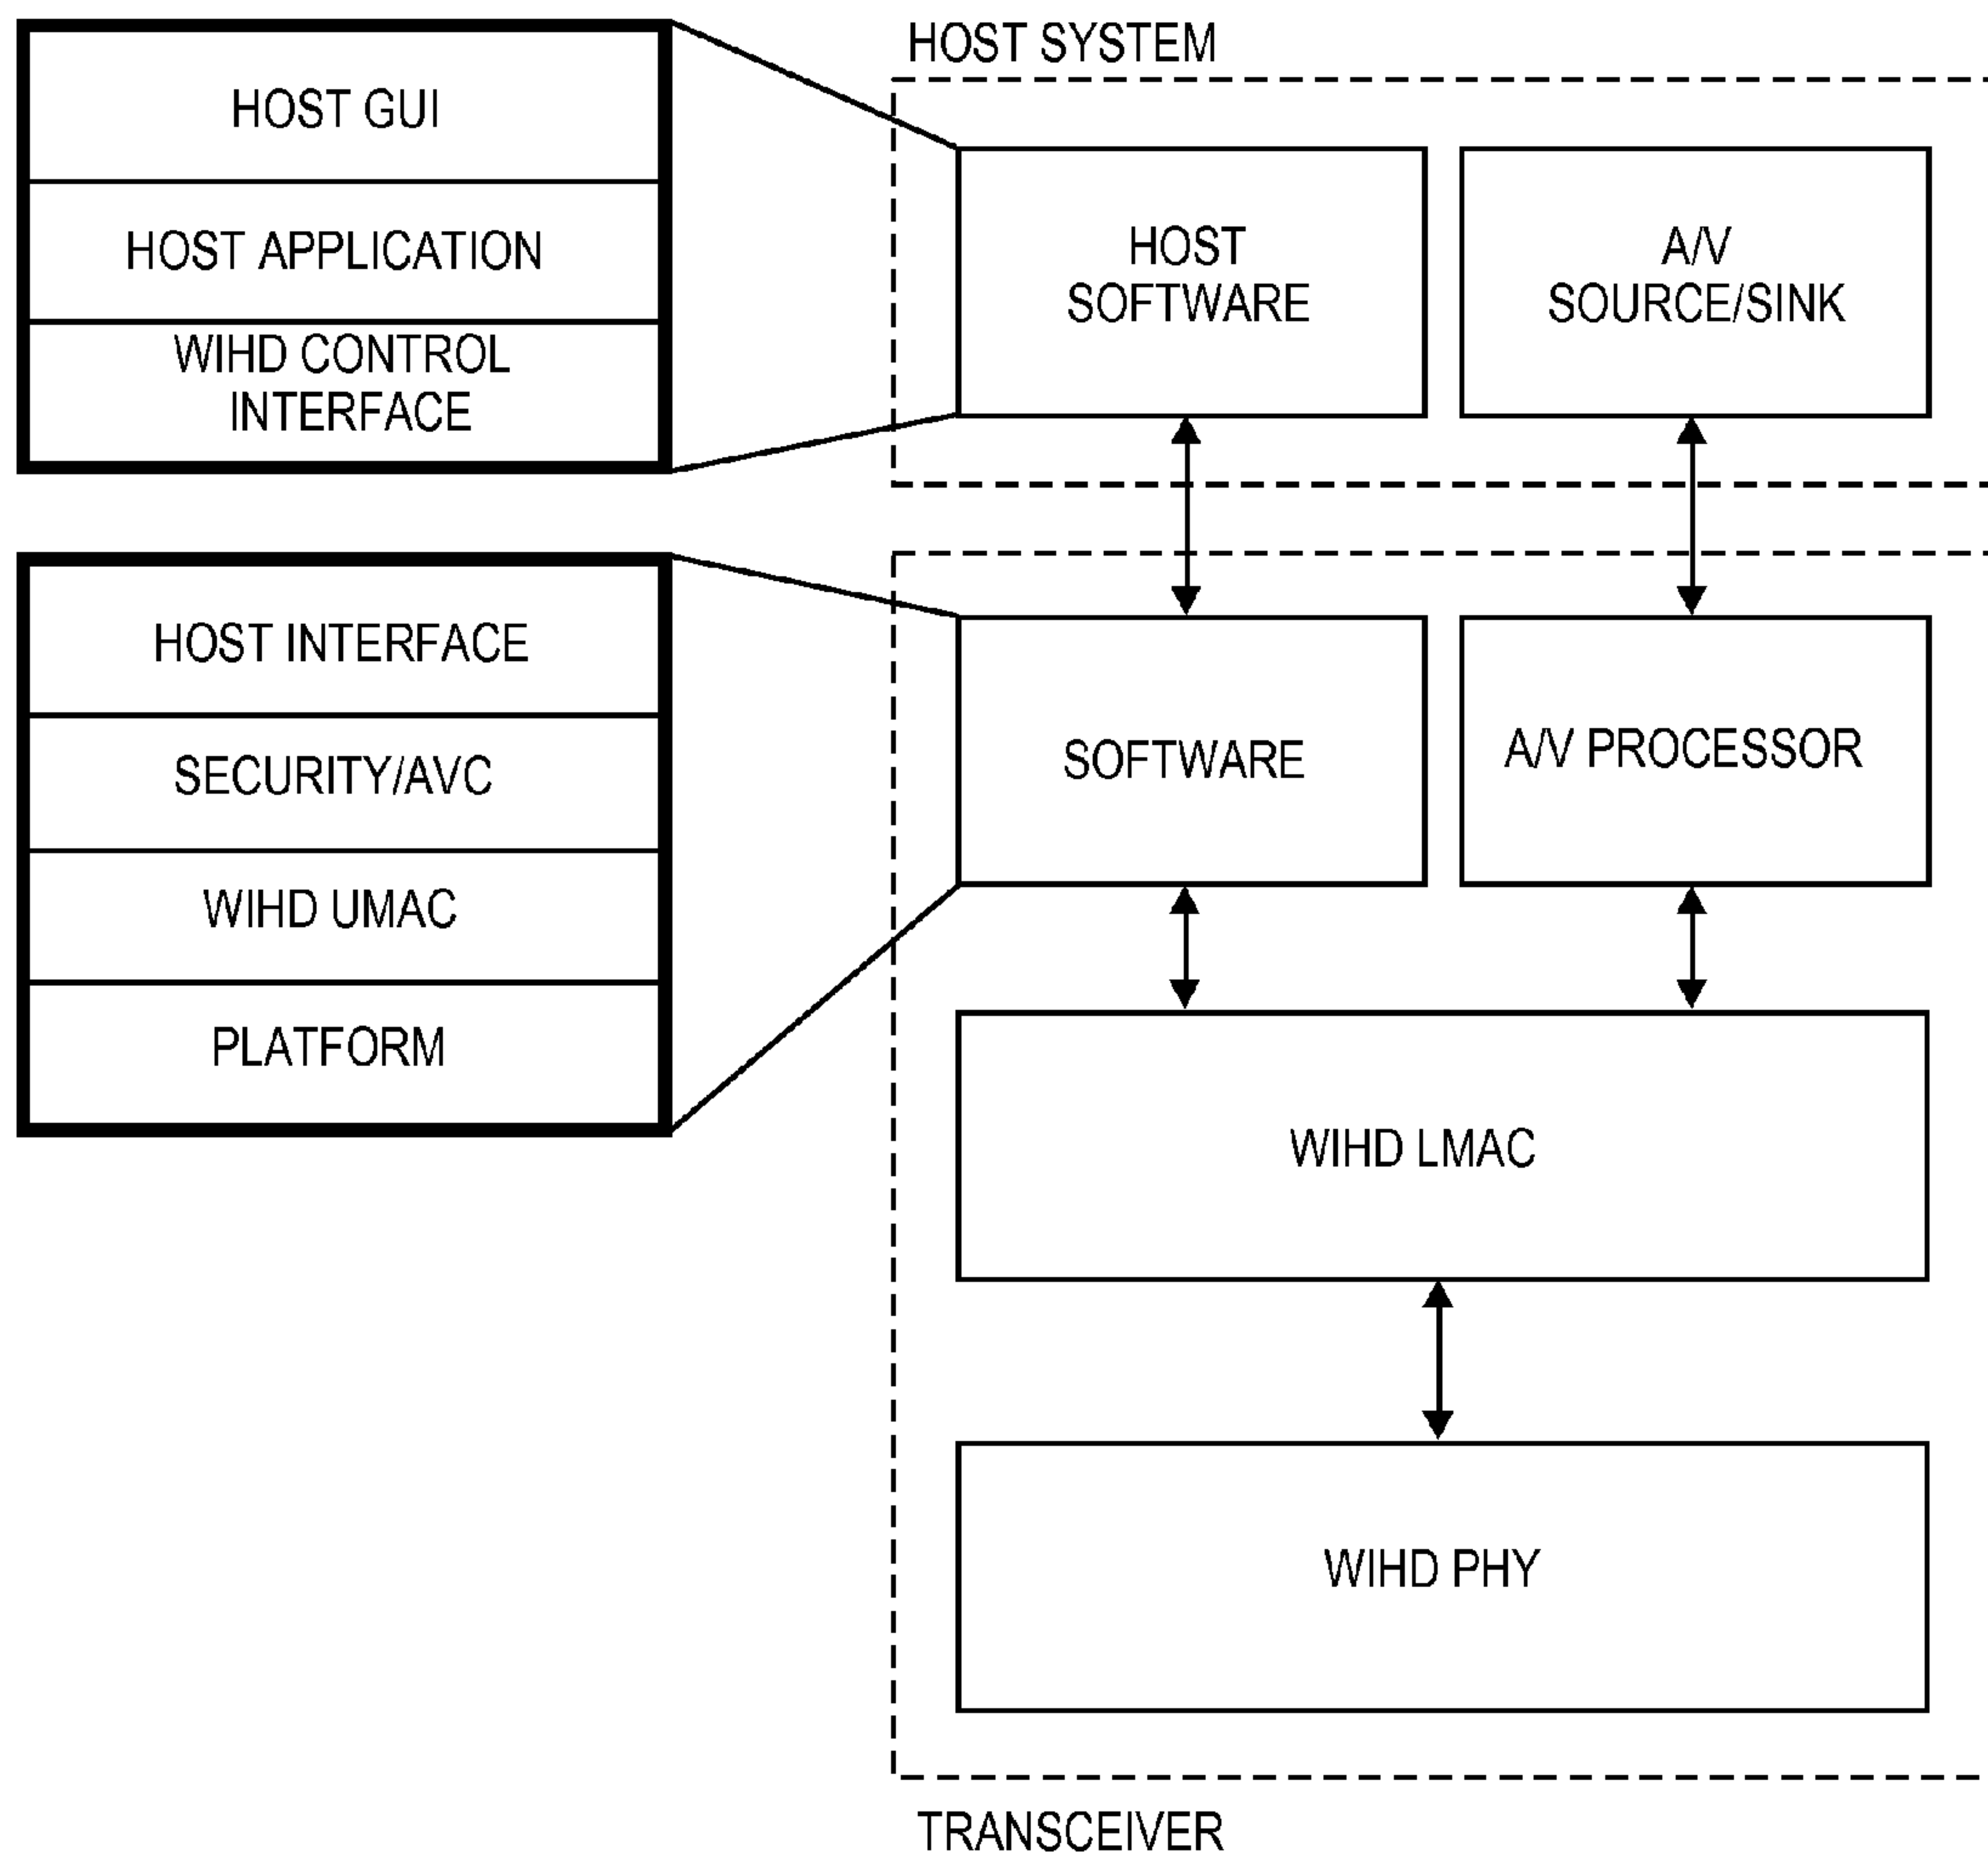 HOST SYSTEM
HOST GUI
HOST APPLICATION
WIHD CONTROL
INTERFACE
HOST
SOFTWARE
A/V
SOURCE/SINK
HOST INTERFACE
SECURITY/AVC
WIHD UMAC
PLATFORM
SOFTWARE
A/V PROCESSOR
WIHD LMAC
WIHD PHY
TRANSCEIVER